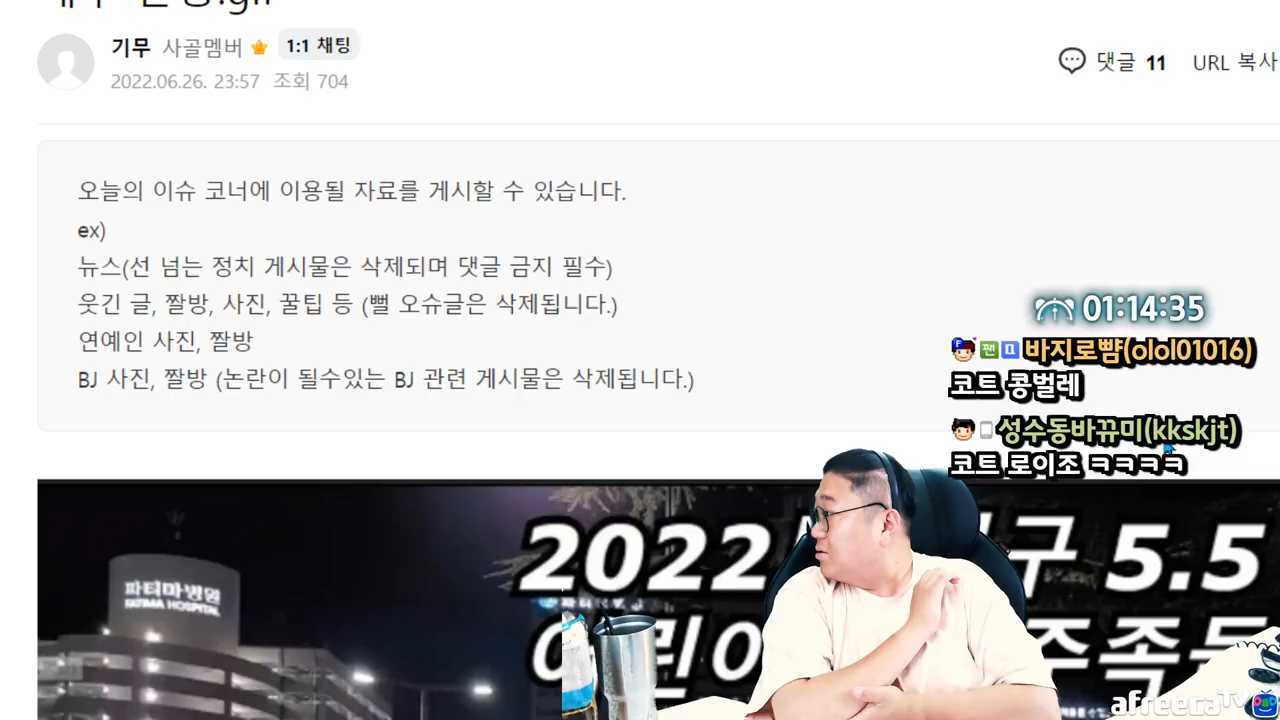 기무 사골멤버 1:1 채팅
2022.06.26. 23:57 조회 704
댓글 11 URL 복사
오늘의 이슈 코너에 이용될 자료를 게시할 수 있습니다.
ex)
뉴스(선 넘는 정치 게시물은 삭제되며 댓글 금지 필수)
웃긴 글, 짤방, 사진, 꿀팁 등 (뻘 오슈글은 삭제됩니다.)
연예인 사진, 짤방
BJ 사진, 짤방 (논란이 될수있는 BJ 관련 게시물은 삭제됩니다.)
01:14:35
바지로뺨(olol01016)
코트 콩벌레
성수동바뀨미(kkskjt)
코트 로이조 ㅋㅋㅋㅋ
파티마병원
FATIMA HOSPITAL
2022 구 5.5
어린이 주족등
afreecaTV